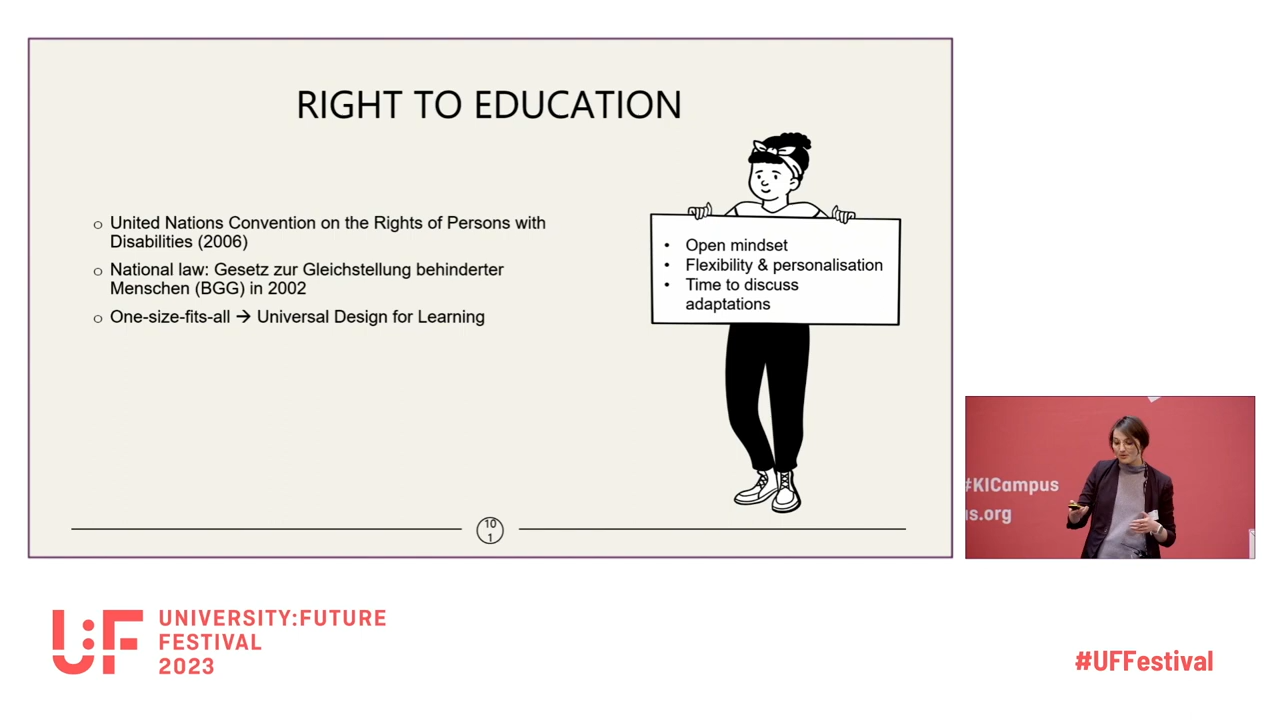 RIGHT TO EDUCATION
○ United Nations Convention on the Rights of Persons with
Disabilities (2006)
○ National law: Gesetz zur Gleichstellung behinderter
Menschen (BGG) in 2002
○ One-size-fits-all → Universal Design for Learning
• Open mindset
• Flexibility & personalisation
• Time to discuss
adaptations
10
1
#KICampus
us.org
U:F UNIVERSITY:FUTURE
FESTIVAL
2023
#UFFestival